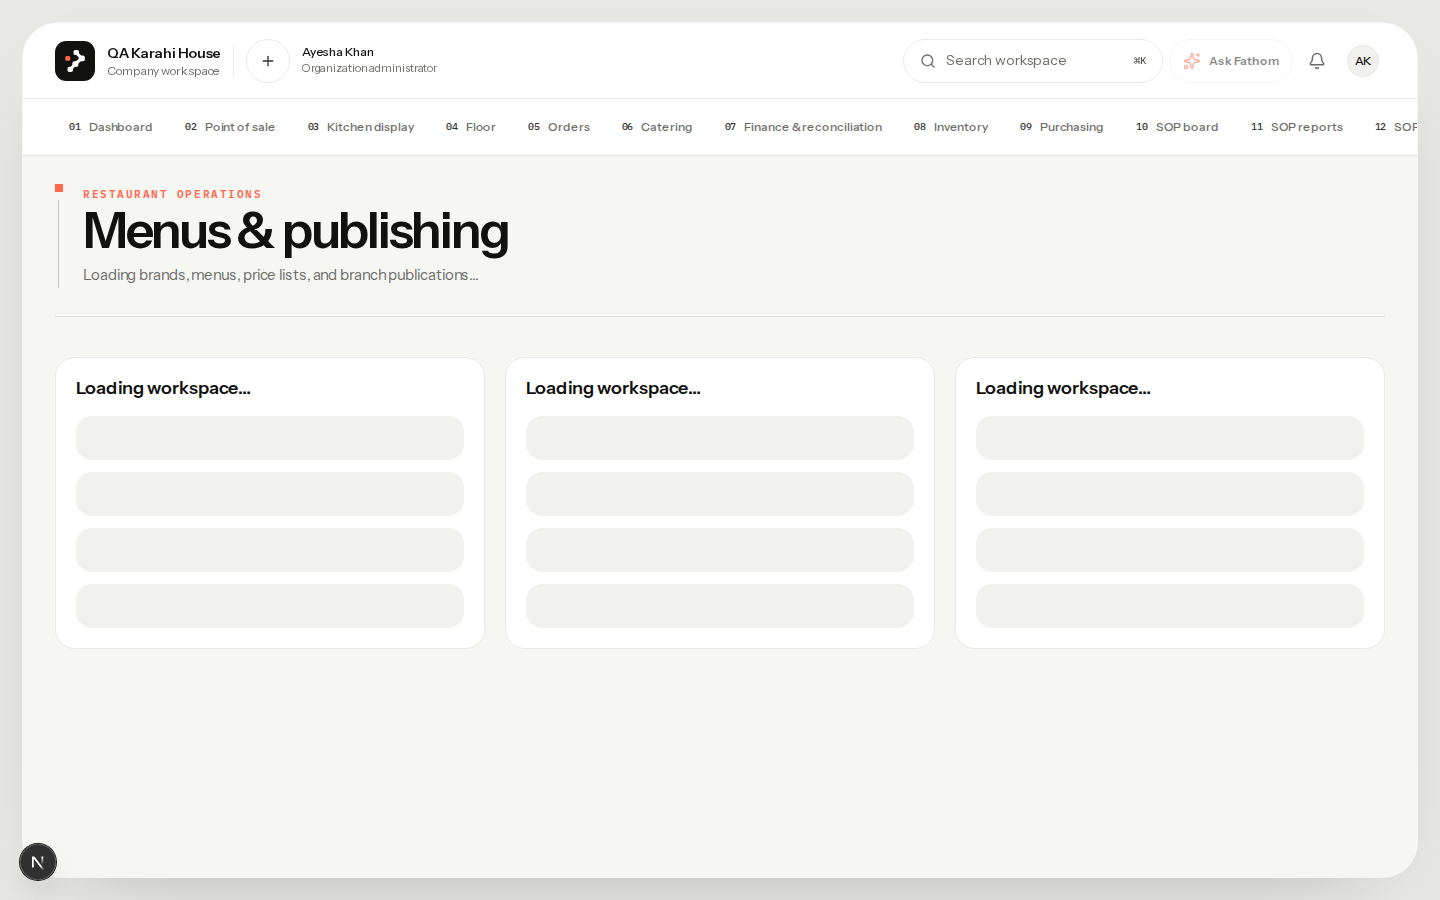 QA Karahi House
Company workspace
Ayesha Khan
Organization administrator
Search workspace ⌘K
Ask Fathom
AK
01 Dashboard 02 Point of sale 03 Kitchen display 04 Floor 05 Orders 06 Catering 07 Finance & reconciliation 08 Inventory 09 Purchasing 10 SOP board 11 SOP reports 12 SOP
RESTAURANT OPERATIONS
Menus & publishing
Loading brands, menus, price lists, and branch publications...
Loading workspace...
Loading workspace...
Loading workspace...
N